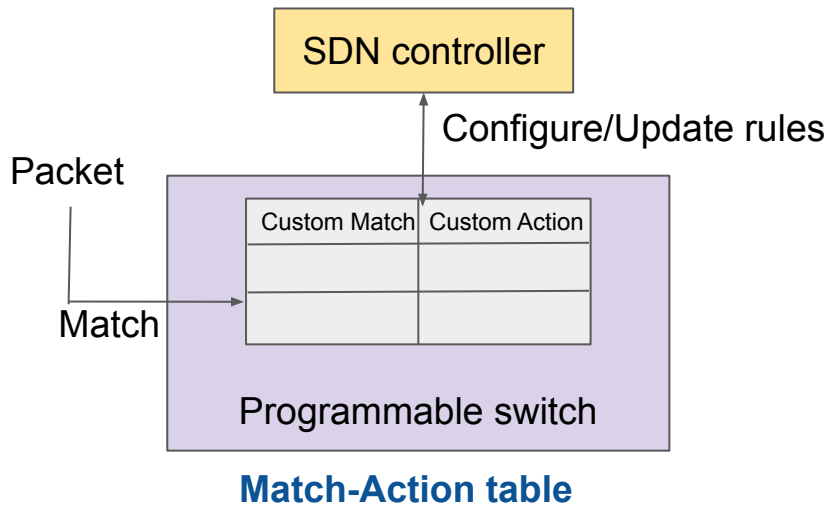 SDN controller
Configure/Update rules
Packet
Custom Match
Custom Action
Match
Programmable switch
Match-Action table